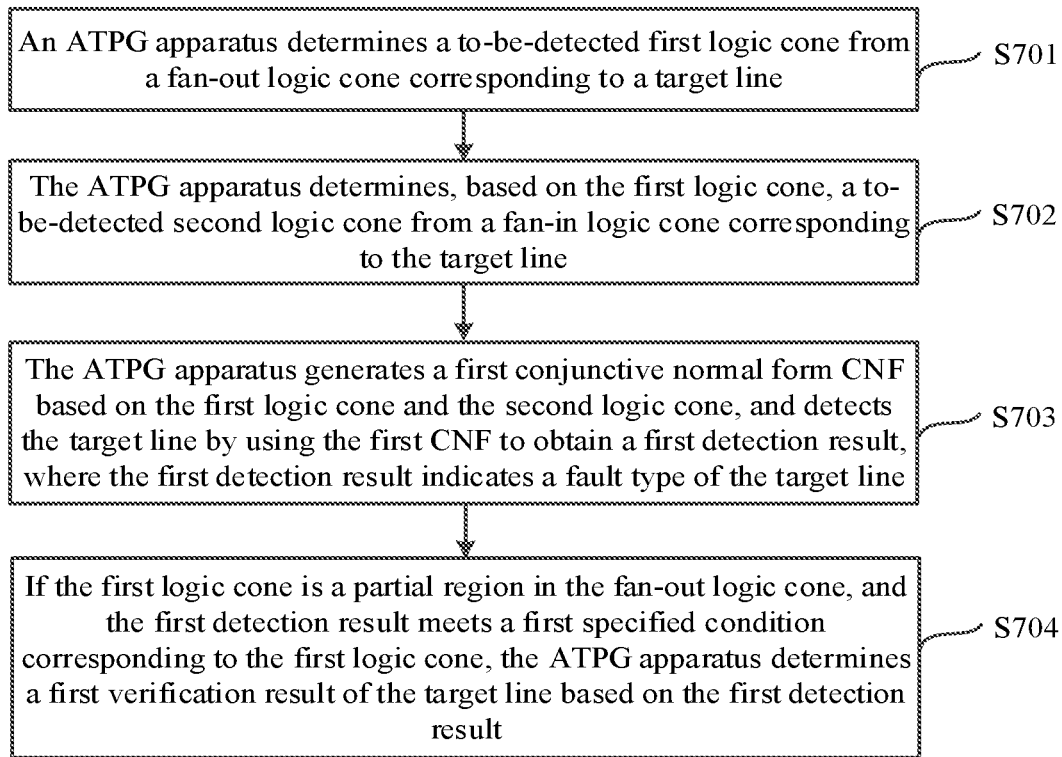 An ATPG apparatus determines a to-be-detected first logic cone from
a fan-out logic cone corresponding to a target line
S701
The ATPG apparatus determines, based on the first logic cone, a to-
be-detected second logic cone from a fan-in logic cone corresponding
to the target line
S702
The ATPG apparatus generates a first conjunctive normal form CNF
based on the first logic cone and the second logic cone, and detects
the target line by using the first CNF to obtain a first detection result,
where the first detection result indicates a fault type of the target line
S703
If the first logic cone is a partial region in the fan-out logic cone, and
the first detection result meets a first specified condition
corresponding to the first logic cone, the ATPG apparatus determines
a first verification result of the target line based on the first detection
result
S704